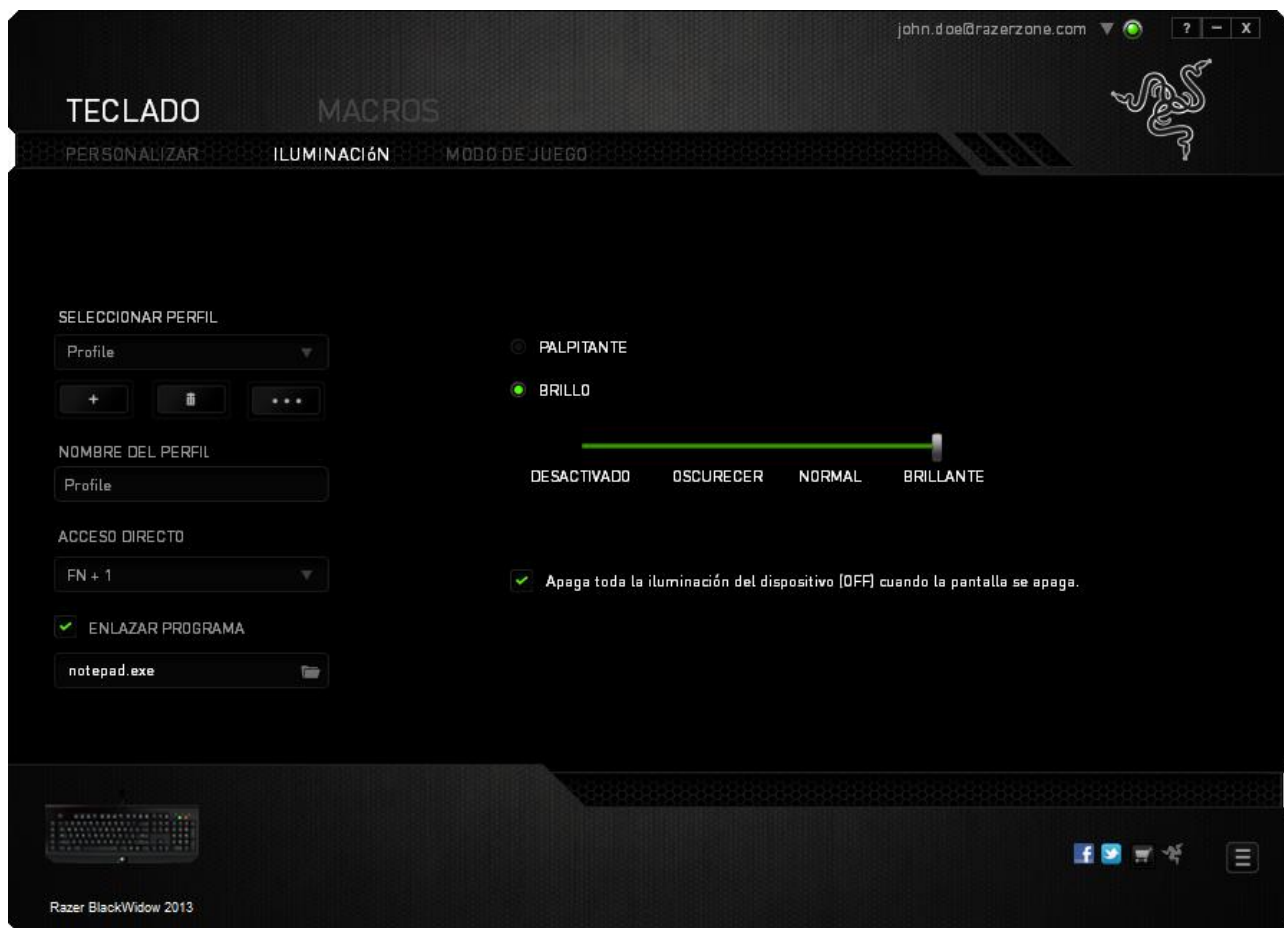 john.doe@razerzone.com
? – X
TECLADO MACROS
PERSONALIZAR ILUMINACIóN MODO DE JUEGO
SELECCIONAR PERFIL
Profile
PALPITANTE
BRILLO
NOMBRE DEL PERFIL
Profile
DESACTIVADO OSCURECER NORMAL BRILLANTE
ACCESO DIRECTO
FN + 1
Apaga toda la iluminación del dispositivo (OFF) cuando la pantalla se apaga.
ENLAZAR PROGRAMA
notepad.exe
Razer BlackWidow 2013